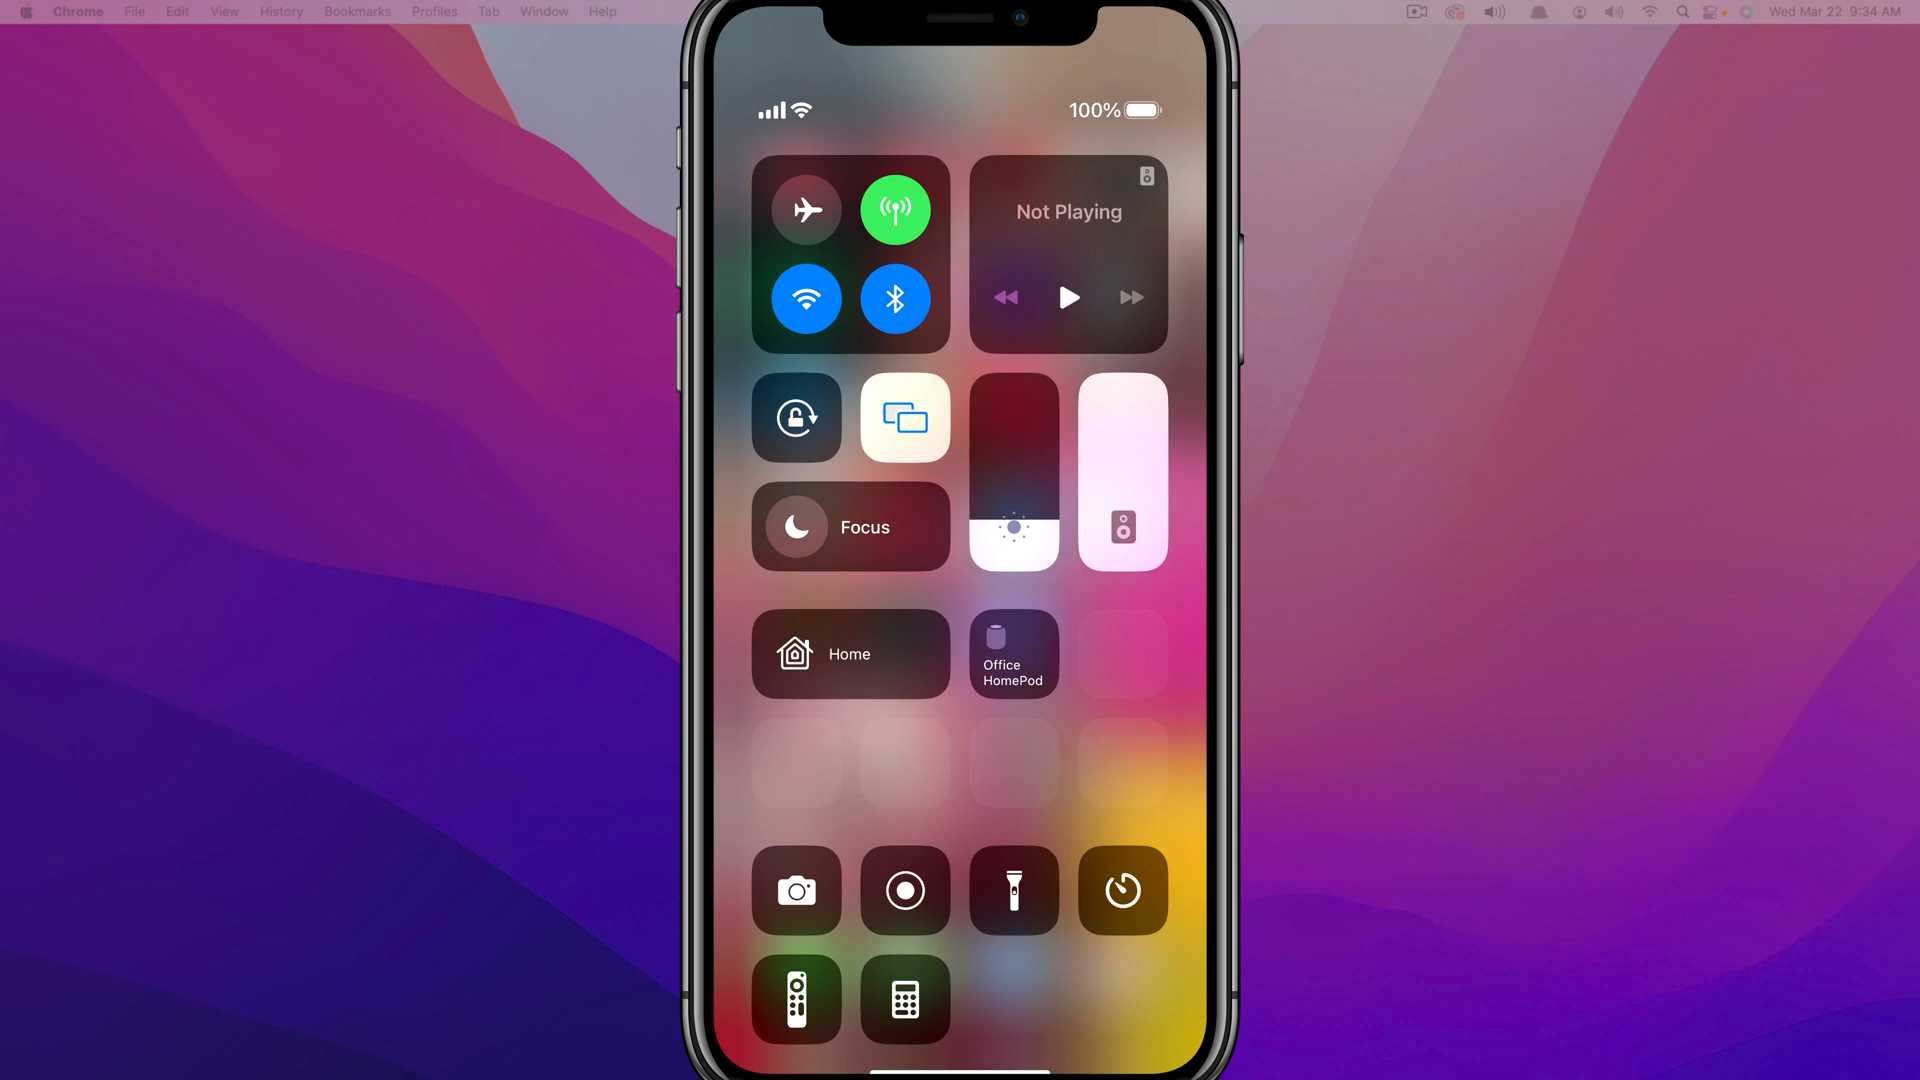 Chrome File Edit View History Bookmarks Profiles Tab Window Help Wed Mar 22 9:34 AM
100%
Not Playing
Focus
Home
Office
HomePod